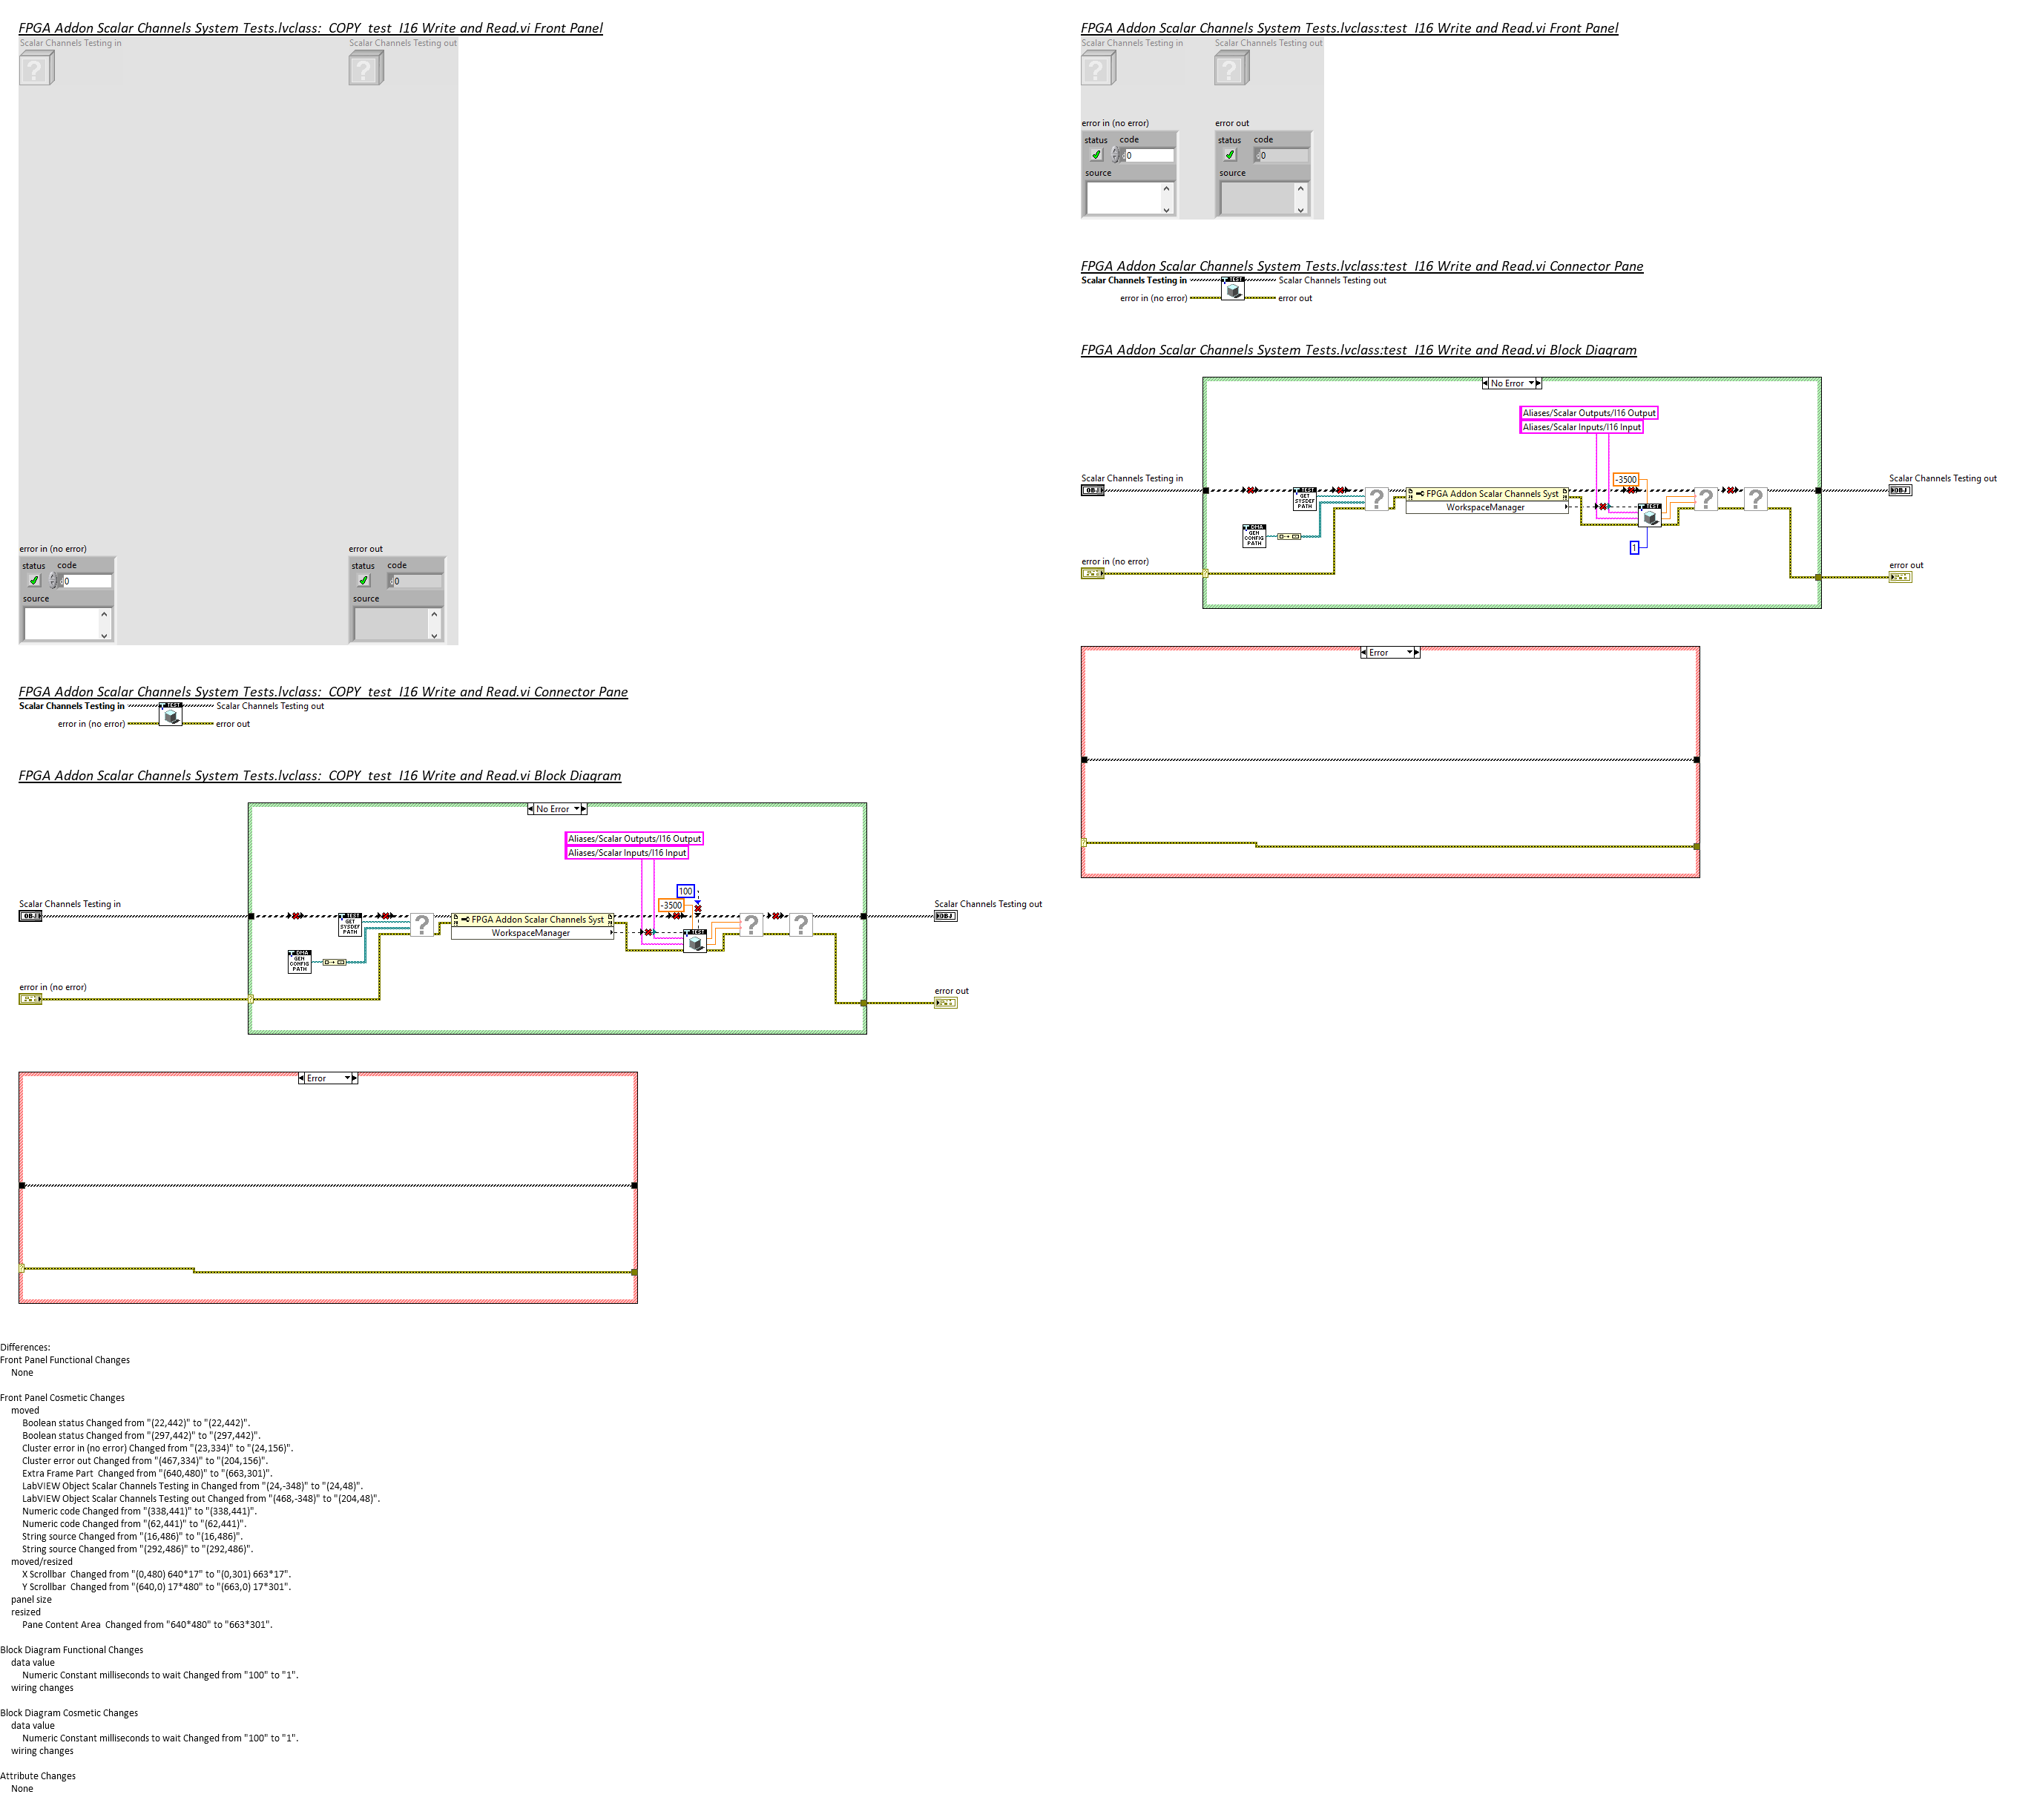 FPGA Addon Scalar Channels System Tests.lvclass:_COPY_test_I16 Write and Read.vi Front Panel
Scalar Channels Testing in
Scalar Channels Testing out
error in (no error)
status code
0
source
error out
status code
0
source
FPGA Addon Scalar Channels System Tests.lvclass:_COPY_test_I16 Write and Read.vi Connector Pane
Scalar Channels Testing in
TEST
Scalar Channels Testing out
error in (no error)
error out
FPGA Addon Scalar Channels System Tests.lvclass:_COPY_test_I16 Write and Read.vi Block Diagram
No Error
Aliases/Scalar Outputs/I16 Output
Aliases/Scalar Inputs/I16 Input
100
-3500
Scalar Channels Testing in
OBJ
TEST
GET
SYSDEF
PATH
?
FPGA Addon Scalar Channels Syst
WorkspaceManager
TEST
?
?
Scalar Channels Testing out
OBJ
DMA
GEN
CONFIG
PATH
error in (no error)
error out
Error
FPGA Addon Scalar Channels System Tests.lvclass:test_I16 Write and Read.vi Front Panel
Scalar Channels Testing in
Scalar Channels Testing out
error in (no error)
status code
0
source
error out
status code
0
source
FPGA Addon Scalar Channels System Tests.lvclass:test_I16 Write and Read.vi Connector Pane
Scalar Channels Testing in
TEST
Scalar Channels Testing out
error in (no error)
error out
FPGA Addon Scalar Channels System Tests.lvclass:test_I16 Write and Read.vi Block Diagram
No Error
Aliases/Scalar Outputs/I16 Output
Aliases/Scalar Inputs/I16 Input
-3500
Scalar Channels Testing in
OBJ
TEST
GET
SYSDEF
PATH
?
FPGA Addon Scalar Channels Syst
WorkspaceManager
TEST
?
?
Scalar Channels Testing out
OBJ
DMA
GEN
CONFIG
PATH
1
error in (no error)
error out
Error
Differences:
Front Panel Functional Changes
None
Front Panel Cosmetic Changes
moved
Boolean status Changed from "(22,442)" to "(22,442)".
Boolean status Changed from "(297,442)" to "(297,442)".
Cluster error in (no error) Changed from "(23,334)" to "(24,156)".
Cluster error out Changed from "(467,334)" to "(204,156)".
Extra Frame Part  Changed from "(640,480)" to "(663,301)".
LabVIEW Object Scalar Channels Testing in Changed from "(24,-348)" to "(24,48)".
LabVIEW Object Scalar Channels Testing out Changed from "(468,-348)" to "(204,48)".
Numeric code Changed from "(338,441)" to "(338,441)".
Numeric code Changed from "(62,441)" to "(62,441)".
String source Changed from "(16,486)" to "(16,486)".
String source Changed from "(292,486)" to "(292,486)".
moved/resized
X Scrollbar  Changed from "(0,480) 640*17" to "(0,301) 663*17".
Y Scrollbar  Changed from "(640,0) 17*480" to "(663,0) 17*301".
panel size
resized
Pane Content Area  Changed from "640*480" to "663*301".
Block Diagram Functional Changes
data value
Numeric Constant milliseconds to wait Changed from "100" to "1".
wiring changes
Block Diagram Cosmetic Changes
data value
Numeric Constant milliseconds to wait Changed from "100" to "1".
wiring changes
Attribute Changes
None